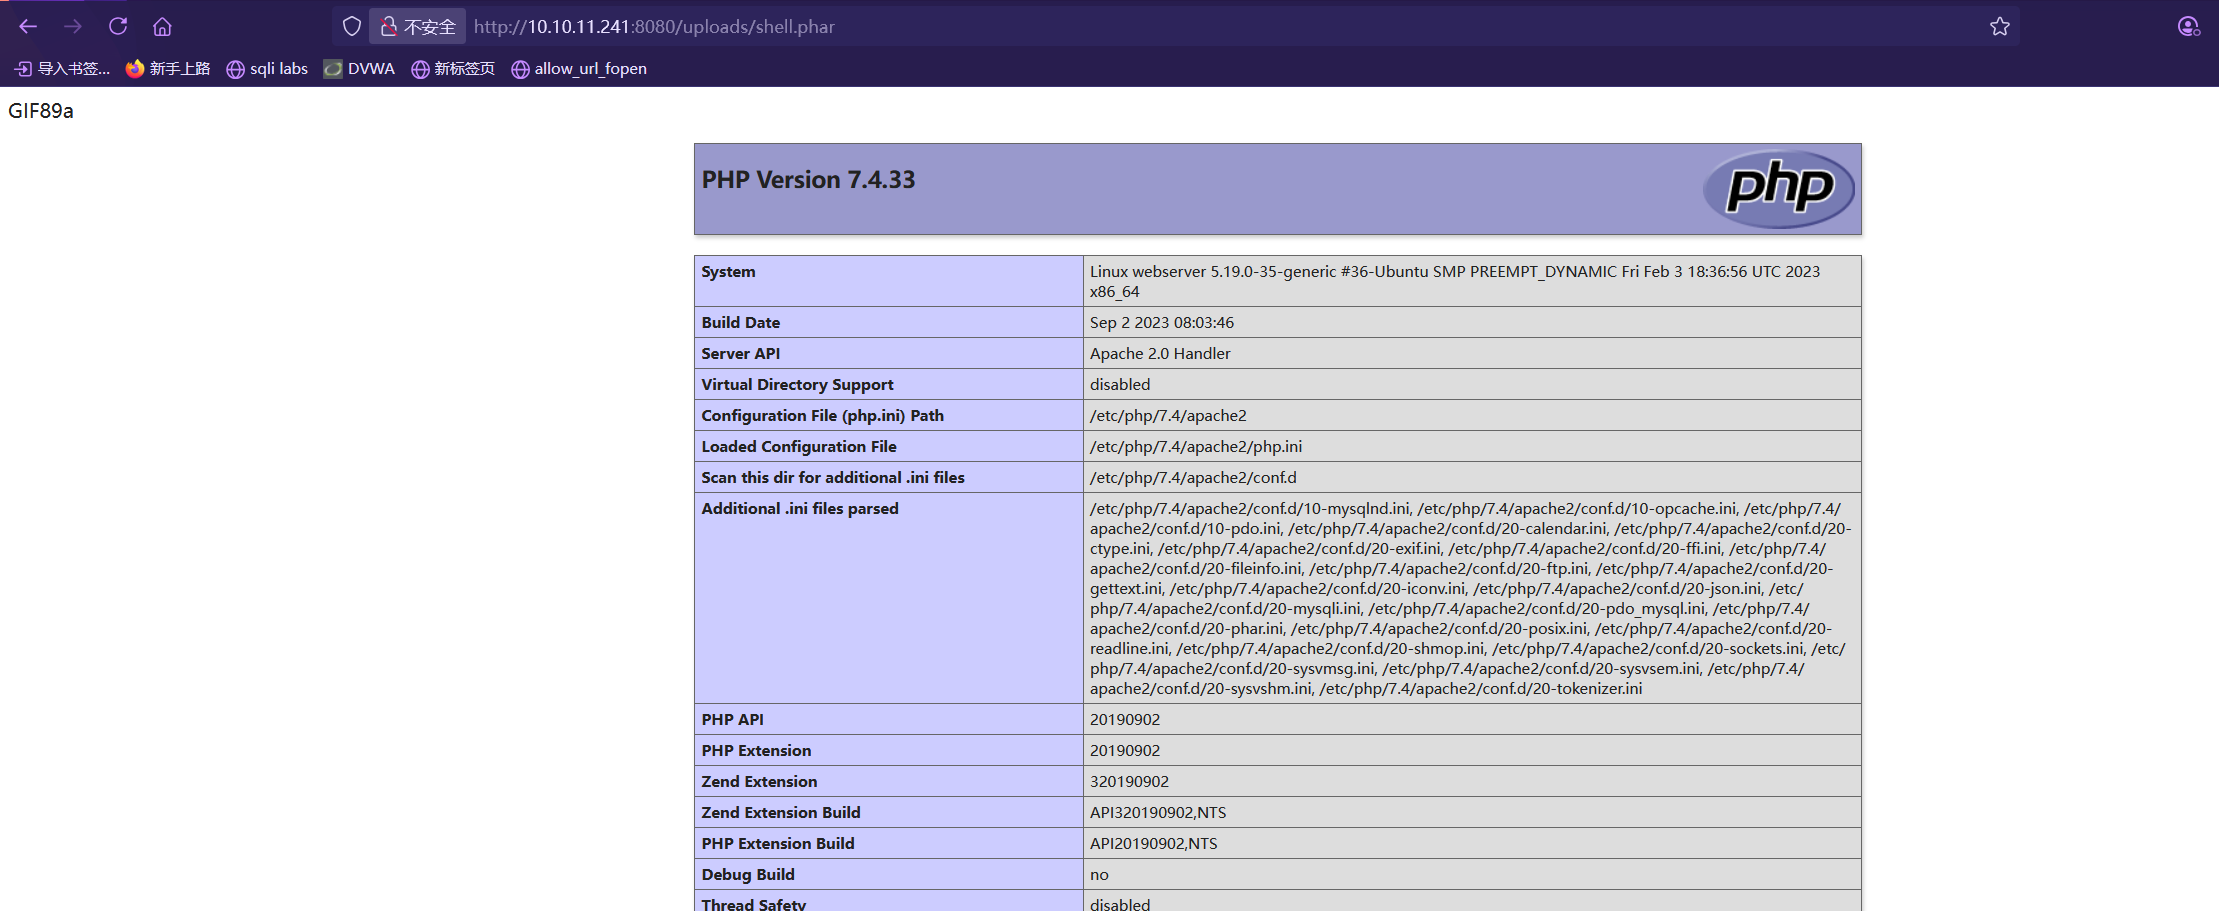 不安全 http://10.10.11.241:8080/uploads/shell.phar
导入书签... 新手上路 sqli labs DVWA 新标签页 allow_url_fopen
GIF89a
PHP Version 7.4.33
php
System
Linux webserver 5.19.0-35-generic #36-Ubuntu SMP PREEMPT_DYNAMIC Fri Feb 3 18:36:56 UTC 2023
x86_64
Build Date
Sep 2 2023 08:03:46
Server API
Apache 2.0 Handler
Virtual Directory Support
disabled
Configuration File (php.ini) Path
/etc/php/7.4/apache2
Loaded Configuration File
/etc/php/7.4/apache2/php.ini
Scan this dir for additional .ini files
/etc/php/7.4/apache2/conf.d
Additional .ini files parsed
/etc/php/7.4/apache2/conf.d/10-mysqlnd.ini, /etc/php/7.4/apache2/conf.d/10-opcache.ini, /etc/php/7.4/
apache2/conf.d/10-pdo.ini, /etc/php/7.4/apache2/conf.d/20-calendar.ini, /etc/php/7.4/apache2/conf.d/20-
ctype.ini, /etc/php/7.4/apache2/conf.d/20-exif.ini, /etc/php/7.4/apache2/conf.d/20-ffi.ini, /etc/php/7.4/
apache2/conf.d/20-fileinfo.ini, /etc/php/7.4/apache2/conf.d/20-ftp.ini, /etc/php/7.4/apache2/conf.d/20-
gettext.ini, /etc/php/7.4/apache2/conf.d/20-iconv.ini, /etc/php/7.4/apache2/conf.d/20-json.ini, /etc/
php/7.4/apache2/conf.d/20-mysqli.ini, /etc/php/7.4/apache2/conf.d/20-pdo_mysql.ini, /etc/php/7.4/
apache2/conf.d/20-phar.ini, /etc/php/7.4/apache2/conf.d/20-posix.ini, /etc/php/7.4/apache2/conf.d/20-
readline.ini, /etc/php/7.4/apache2/conf.d/20-shmop.ini, /etc/php/7.4/apache2/conf.d/20-sockets.ini, /etc/
php/7.4/apache2/conf.d/20-sysvmsg.ini, /etc/php/7.4/apache2/conf.d/20-sysvsem.ini, /etc/php/7.4/
apache2/conf.d/20-sysvshm.ini, /etc/php/7.4/apache2/conf.d/20-tokenizer.ini
PHP API
20190902
PHP Extension
20190902
Zend Extension
320190902
Zend Extension Build
API320190902,NTS
PHP Extension Build
API20190902,NTS
Debug Build
no
Thread Safety
disabled